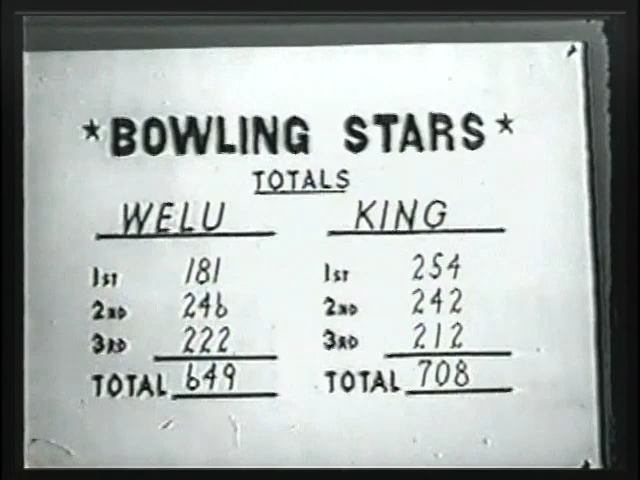 *BOWLING STARS*
TOTALS
WELU KING
1ST 181 1ST 254
2ND 246 2ND 242
3RD 222 3RD 212
TOTAL 649 TOTAL 708